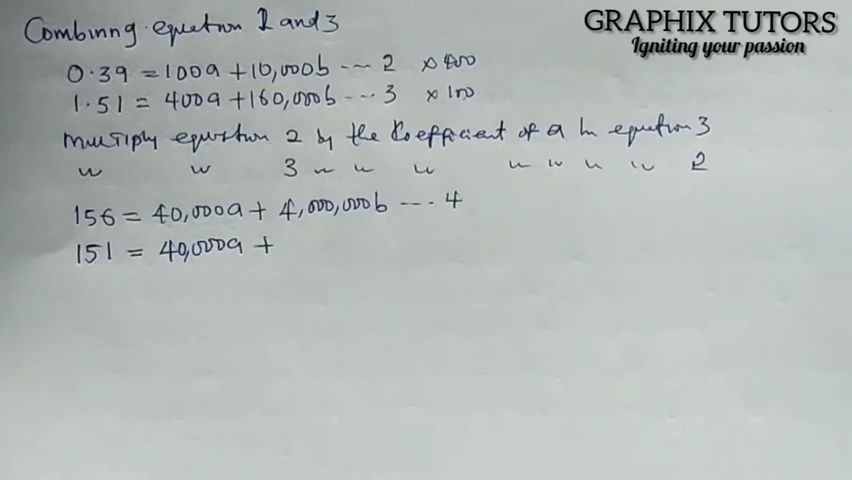 GRAPHIX TUTORS
Igniting your passion
Combinng equation 2 and 3
0.39 = 100a + 10,000b ---- 2 × 400
1.51 = 400a + 160,000b ---- 3 × 100
Multiply equation 2 by the Coefficient of a in equation 3
" " 3 " " " " " " " 2
156 = 40,000a + 4,000,000b ---- 4
151 = 40,000a +